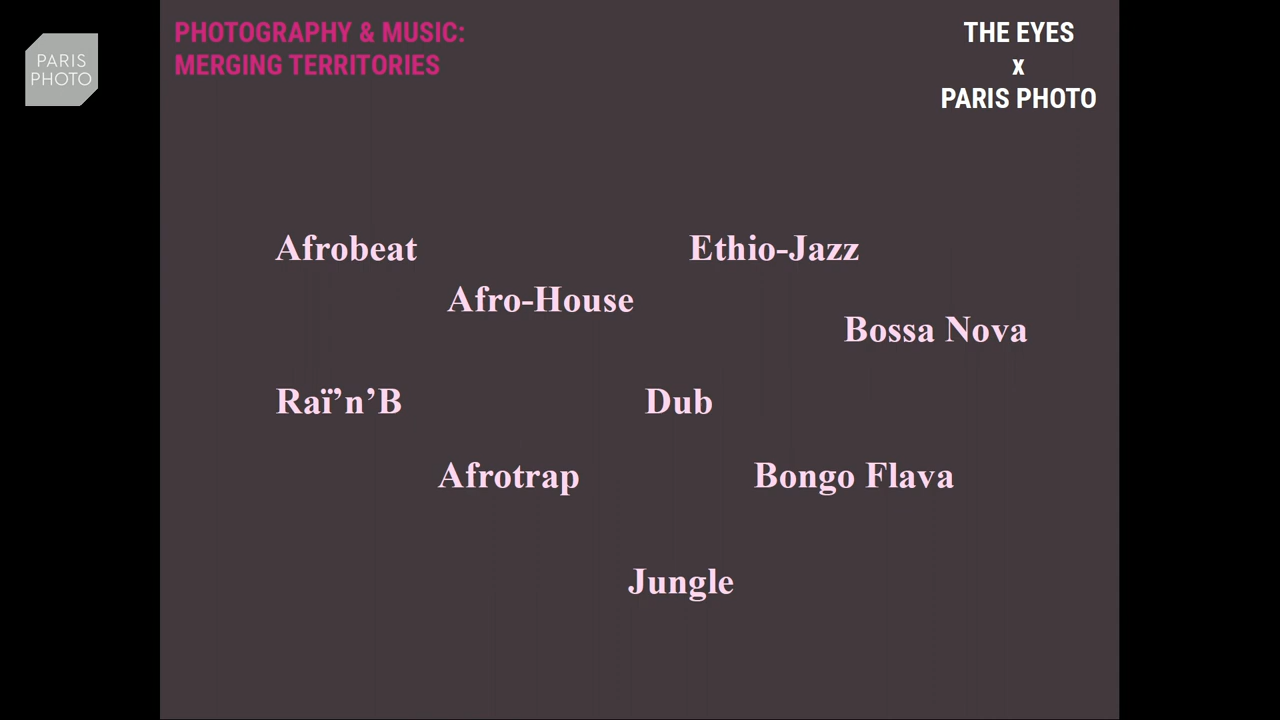 PARIS
PHOTO
PHOTOGRAPHY & MUSIC:
MERGING TERRITORIES
THE EYES
x
PARIS PHOTO
Afrobeat
Ethio-Jazz
Afro-House
Bossa Nova
Raï’n’B
Dub
Afrotrap
Bongo Flava
Jungle